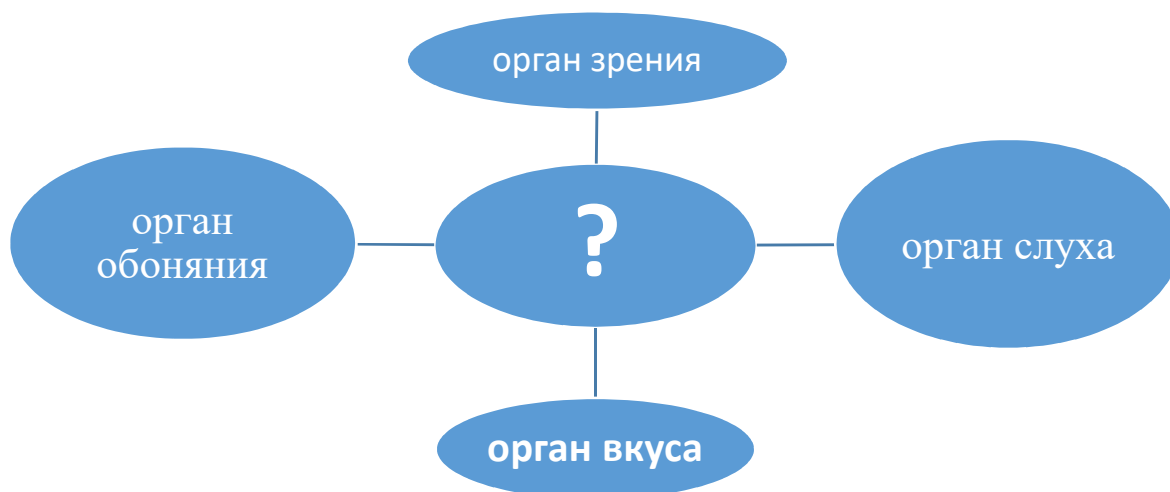 орган зрения
орган
обоняния
?
орган слуха
орган вкуса